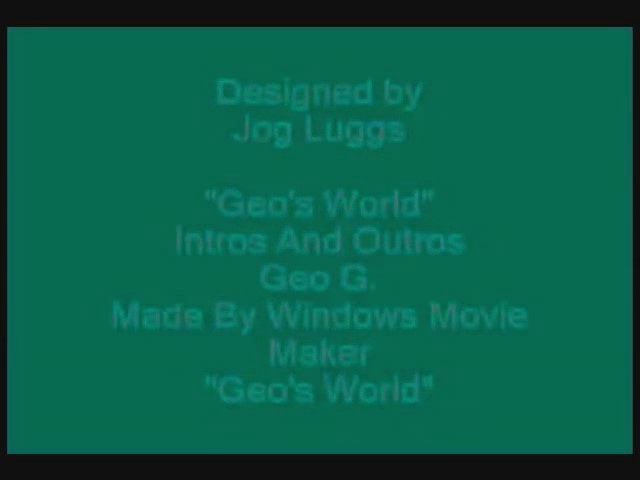 Designed by
Jog Luggs
"Geo's World"
Intros And Outros
Geo G.
Made By Windows Movie
Maker
"Geo's World"